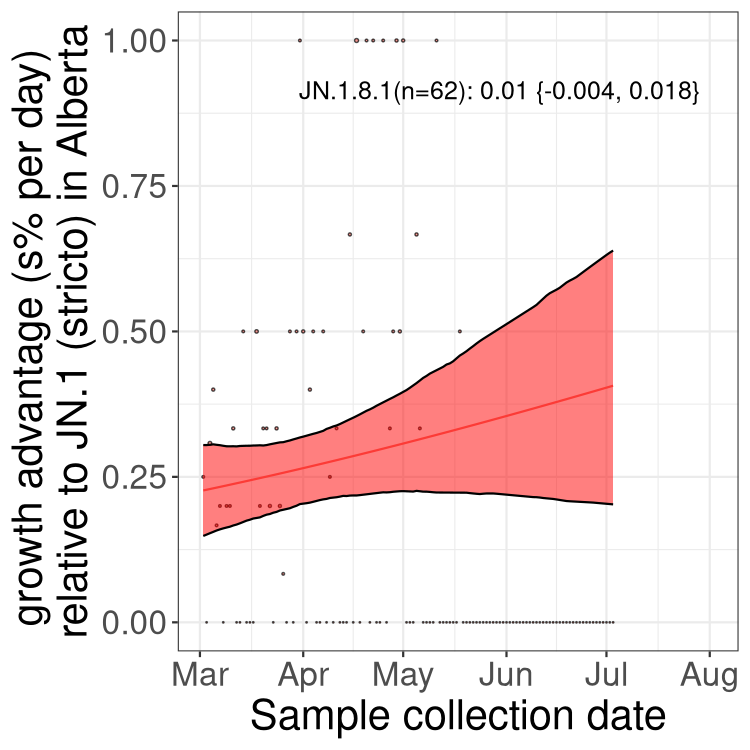 growth advantage (s% per day)
relative to JN.1 (stricto) in Alberta
1.00
0.75
0.50
0.25
0.00
JN.1.8.1(n=62): 0.01 {-0.004, 0.018}
Mar Apr May Jun Jul Aug
Sample collection date